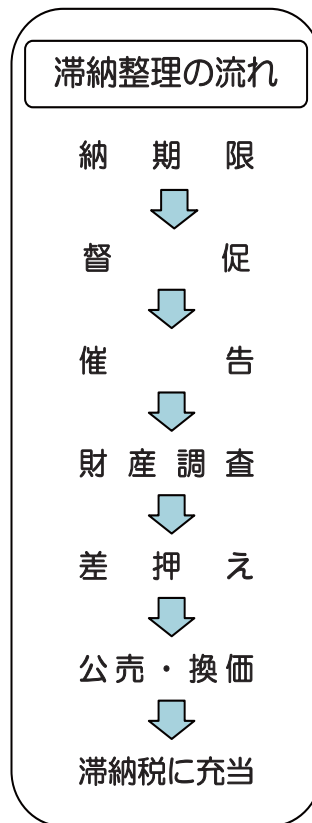 滞納整理の流れ
納期限
督促
催告
財産調査
差押え
公売・換価
滞納税に充当